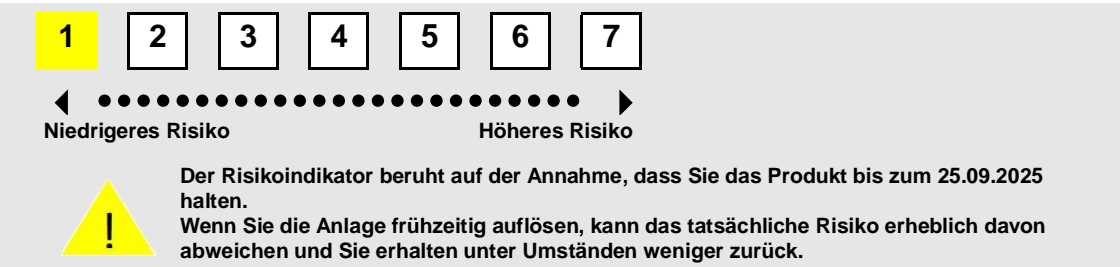 1 2 3 4 5 6 7
Niedrigeres Risiko Höheres Risiko
Der Risikoindikator beruht auf der Annahme, dass Sie das Produkt bis zum 25.09.2025
halten.
Wenn Sie die Anlage frühzeitig auflösen, kann das tatsächliche Risiko erheblich davon
abweichen und Sie erhalten unter Umständen weniger zurück.
!